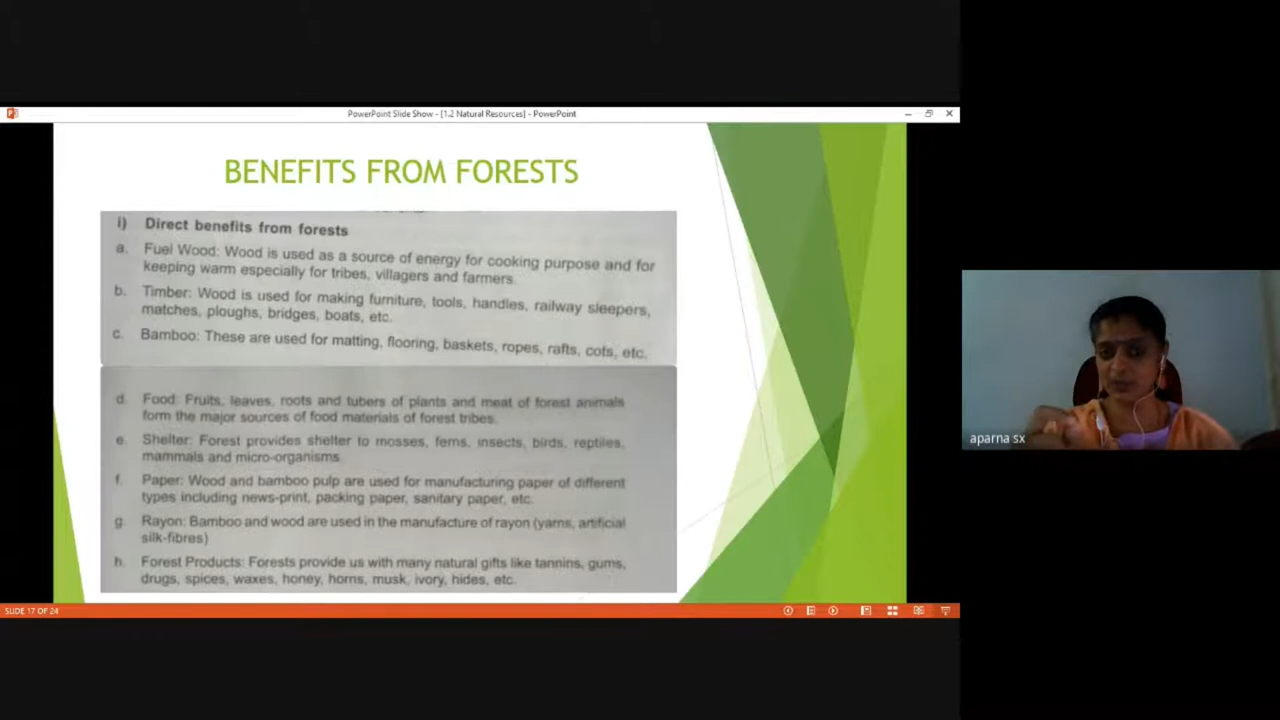 PowerPoint Slide Show - [1.2 Natural Resources] - PowerPoint
BENEFITS FROM FORESTS
i) Direct benefits from forests
a. Fuel Wood: Wood is used as a source of energy for cooking purpose and for
keeping warm especially for tribes, villagers and farmers.
b. Timber: Wood is used for making furniture, tools, handles, railway sleepers,
matches, ploughs, bridges, boats, etc.
c. Bamboo: These are used for matting, flooring, baskets, ropes, rafts, cots, etc.
d. Food: Fruits, leaves, roots and tubers of plants and meat of forest animals
form the major sources of food materials of forest tribes.
e. Shelter: Forest provides shelter to mosses, ferns, insects, birds, reptiles,
mammals and micro-organisms.
f. Paper: Wood and bamboo pulp are used for manufacturing paper of different
types including news-print, packing paper, sanitary paper, etc.
g. Rayon: Bamboo and wood are used in the manufacture of rayon (yarns, artificial
silk-fibres)
h. Forest Products: Forests provide us with many natural gifts like tannins, gums,
drugs, spices, waxes, honey, horns, musk, ivory, hides, etc.
SLIDE 17 OF 24
aparna sx